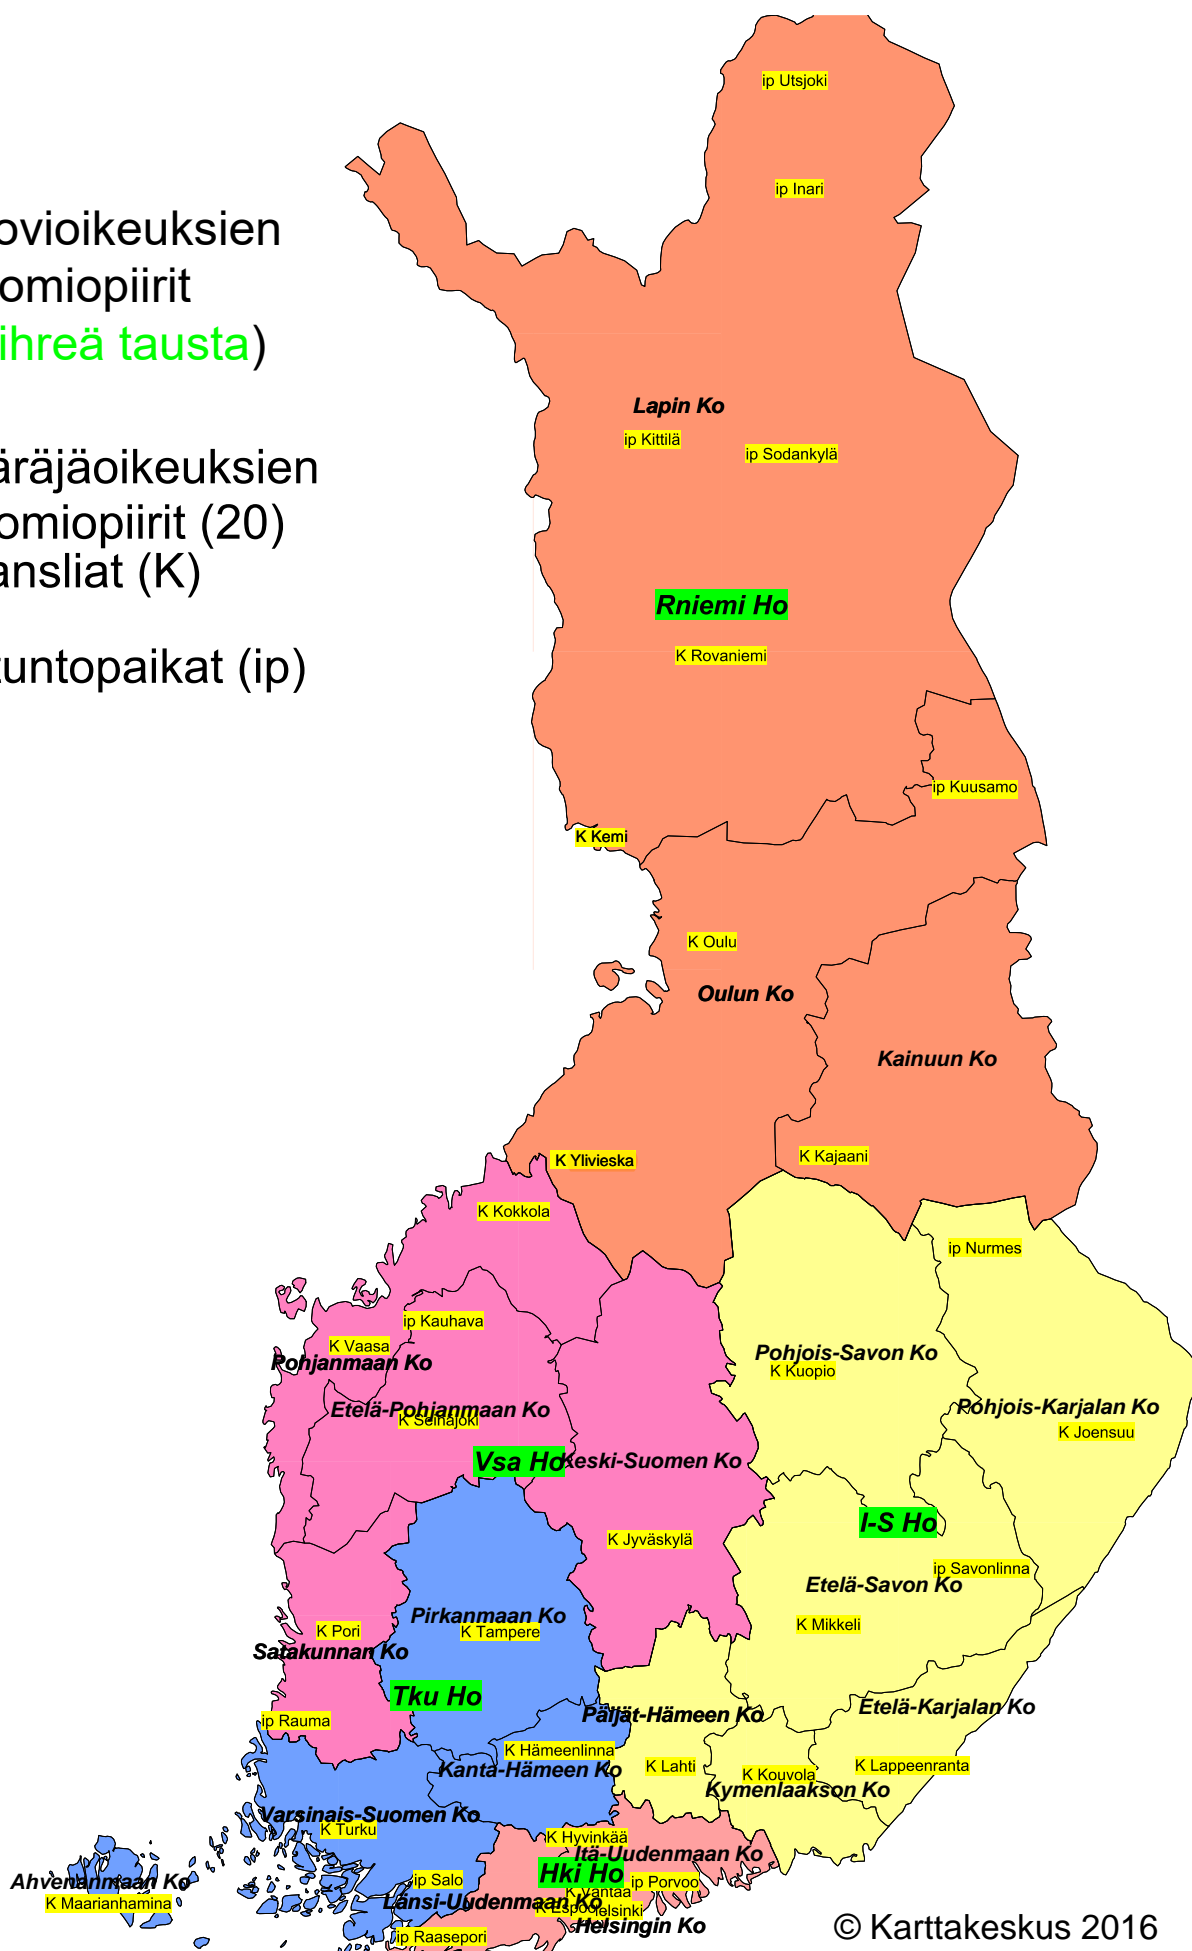 ip Utsjoki
ip Inari
ovioikeuksien
omiopiirit
ihreä tausta)
Lapin Ko
ip Kittilä
ip Sodankylä
äräjäoikeuksien
omiopiirit (20)
ansliat (K)
Rniemi Ho
K Rovaniemi
tuntopaikat (ip)
ip Kuusamo
K Kemi
K Oulu
Oulun Ko
Kainuun Ko
K Ylivieska
K Kajaani
K Kokkola
ip Nurmes
ip Kauhava
K Vaasa
Pohjanmaan Ko
Pohjois-Savon Ko
K Kuopio
Etelä-Pohjanmaan Ko
K Seinäjoki
Pohjois-Karjalan Ko
K Joensuu
Vsa Ho
Keski-Suomen Ko
I-S Ho
K Jyväskylä
ip Savonlinna
Etelä-Savon Ko
Pirkanmaan Ko
K Tampere
K Pori
K Mikkeli
Satakunnan Ko
Tku Ho
ip Rauma
Päijät-Hämeen Ko
Etelä-Karjalan Ko
K Hämeenlinna
Kanta-Hämeen Ko
K Lahti
K Kouvola
K Lappeenranta
Kymenlaakson Ko
Varsinais-Suomen Ko
K Turku
K Hyvinkää
Itä-Uudenmaan Ko
Hki Ho
Ahvenanmaan Ko
K Maarianhamina
ip Salo
ip Porvoo
K Vantaa
Länsi-Uudenmaan Ko
K Espoo
elsinki
Helsingin Ko
ip Raasepori
© Karttakeskus 2016